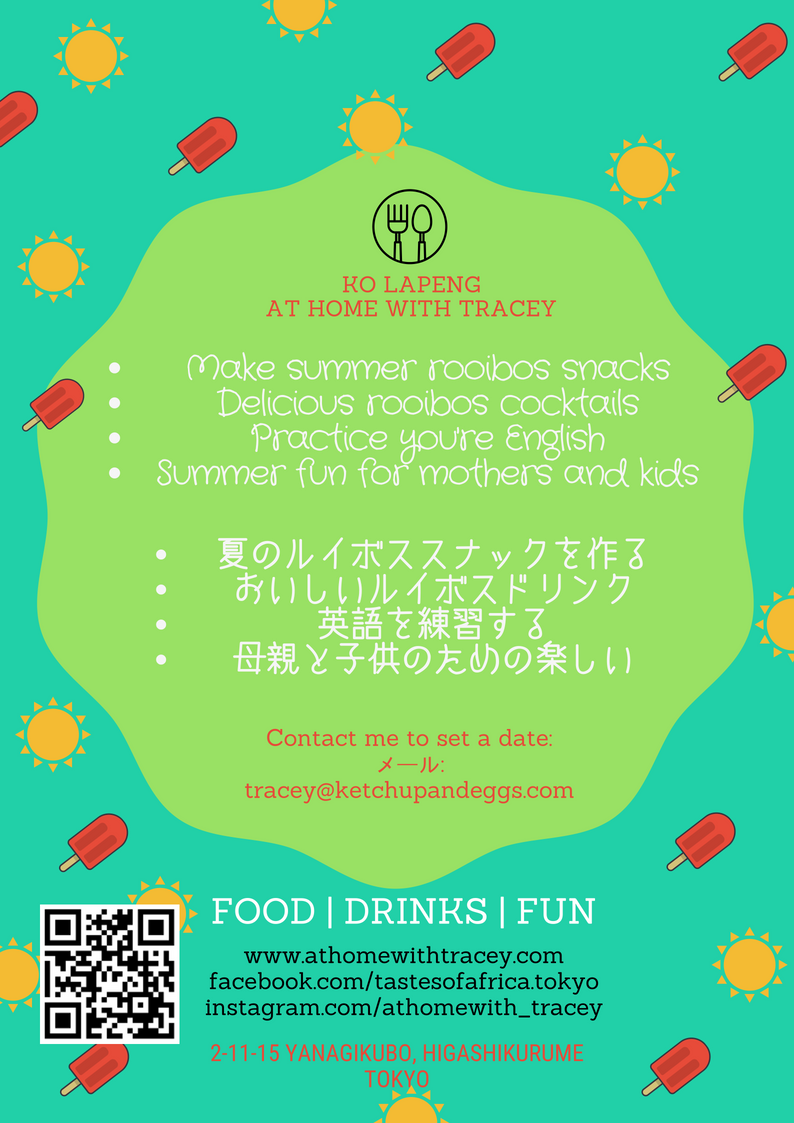 KO LAPENG
AT HOME WITH TRACEY
Make summer rooibos snacks
Delicious rooibos cocktails
Practice you're English
Summer fun for mothers and kids
夏のルイボススナックを作る
おいしいルイボスドリンク
英語を練習する
母親と子供のための楽しい
Contact me to set a date:
メール:
tracey@ketchupandeggs.com
FOOD | DRINKS | FUN
www.athomewithtracey.com
facebook.com/tastesofafrica.tokyo
instagram.com/athomewith_tracey
2-11-15 YANAGIKUBO, HIGASHIKURUME
TOKYO